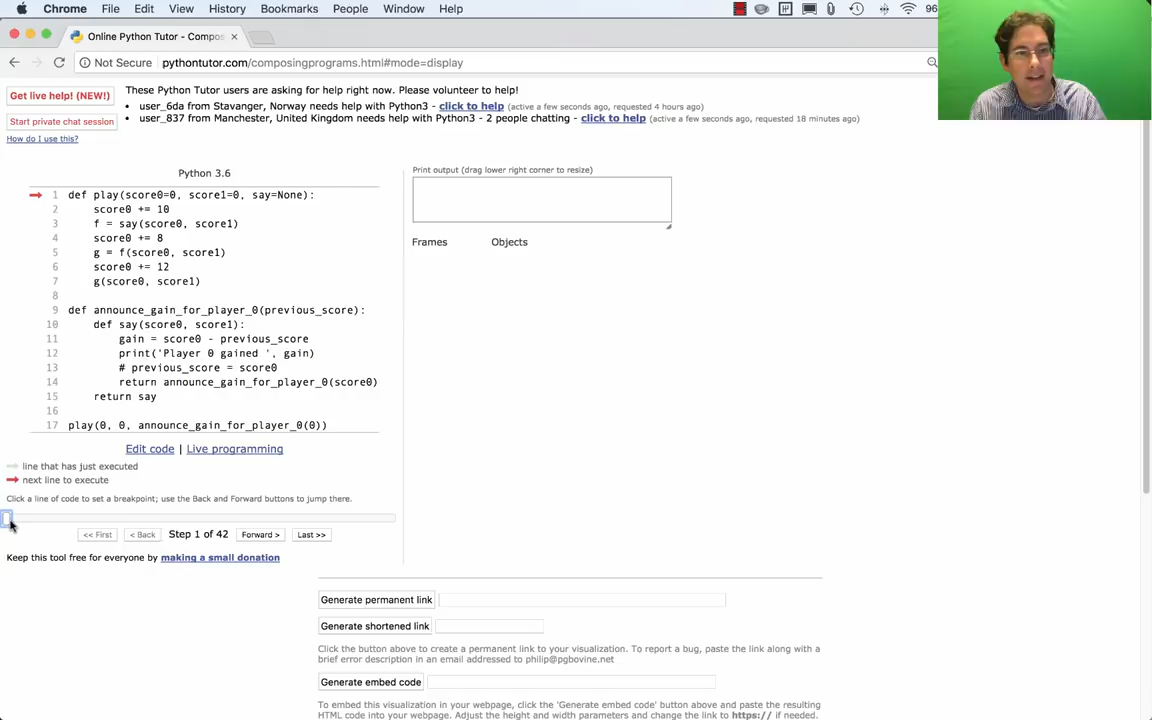 Chrome File Edit View History Bookmarks People Window Help 96
Online Python Tutor - Compos
Not Secure pythontutor.com/composingprograms.html#mode=display
Get live help! (NEW!)
Start private chat session
How do I use this?
These Python Tutor users are asking for help right now. Please volunteer to help!
• user_6da from Stavanger, Norway needs help with Python3 - click to help (active a few seconds ago, requested 4 hours ago)
• user_837 from Manchester, United Kingdom needs help with Python3 - 2 people chatting - click to help (active a few seconds ago, requested 18 minutes ago)
Python 3.6
1 def play(score0=0, score1=0, say=None):
2 score0 += 10
3 f = say(score0, score1)
4 score0 += 8
5 g = f(score0, score1)
6 score0 += 12
7 g(score0, score1)
8
9 def announce_gain_for_player_0(previous_score):
10 def say(score0, score1):
11 gain = score0 - previous_score
12 print('Player 0 gained ', gain)
13 # previous_score = score0
14 return announce_gain_for_player_0(score0)
15 return say
16
17 play(0, 0, announce_gain_for_player_0(0))
Edit code | Live programming
line that has just executed
next line to execute
Click a line of code to set a breakpoint; use the Back and Forward buttons to jump there.
<< First < Back Step 1 of 42 Forward > Last >>
Keep this tool free for everyone by making a small donation
Print output (drag lower right corner to resize)
Frames Objects
Generate permanent link
Generate shortened link
Click the button above to create a permanent link to your visualization. To report a bug, paste the link along with a
brief error description in an email addressed to philip@pgbovine.net
Generate embed code
To embed this visualization in your webpage, click the 'Generate embed code' button above and paste the resulting
HTML code into your webpage. Adjust the height and width parameters and change the link to https:// if needed.